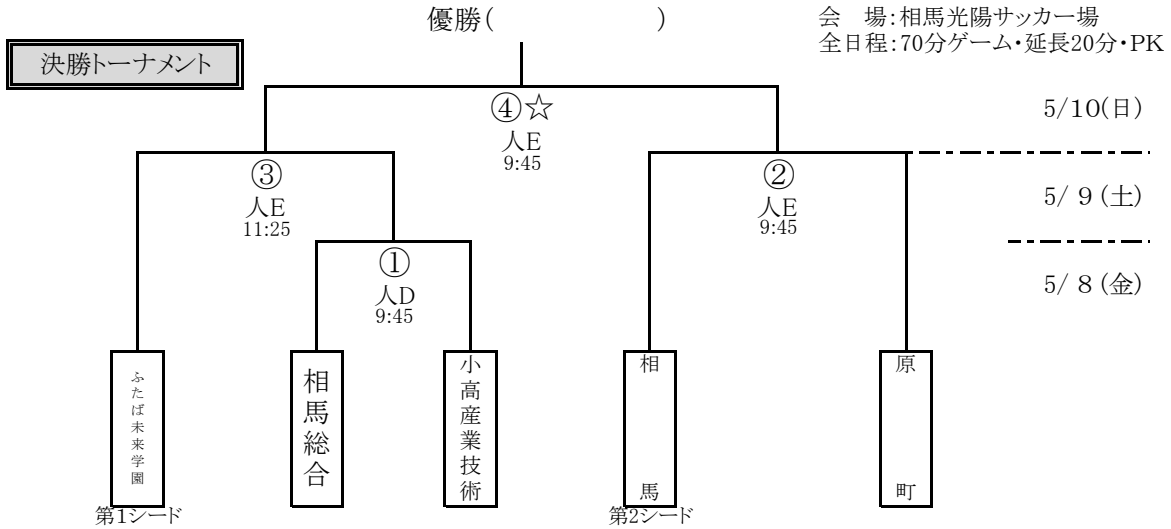 優勝(　　　　　　)
会　場:相馬光陽サッカー場
全日程:70分ゲーム・延長20分・PK
決勝トーナメント
④☆
人E
9:45
5/10(日)
③
人E
11:25
②
人E
9:45
5/ 9 (土)
①
人D
9:45
5/ 8 (金)
ふたば未来学園
相馬総合
小高産業技術
相馬
原町
第1シード
第2シード